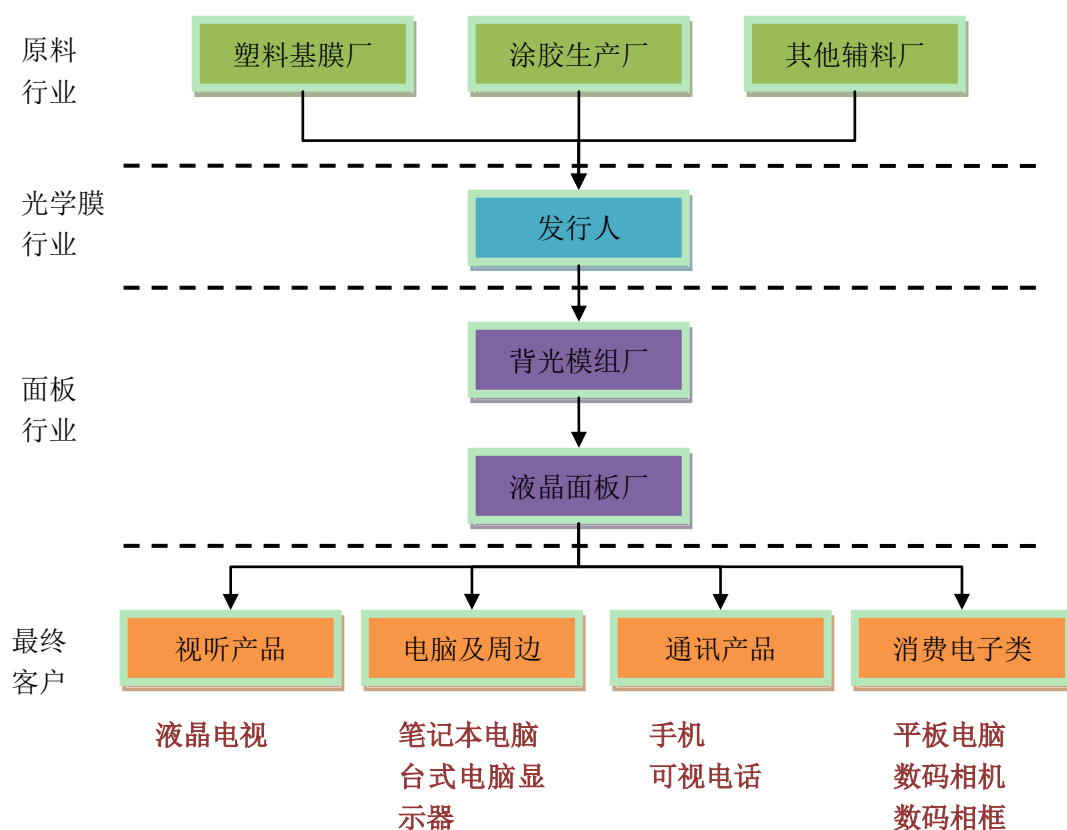 原料
行业
塑料基膜厂
涂胶生产厂
其他辅料厂
光学膜
行业
发行人
面板
行业
背光模组厂
液晶面板厂
最终
客户
视听产品
电脑及周边
通讯产品
消费电子类
液晶电视
笔记本电脑
台式电脑显
示器
手机
可视电话
平板电脑
数码相机
数码相框